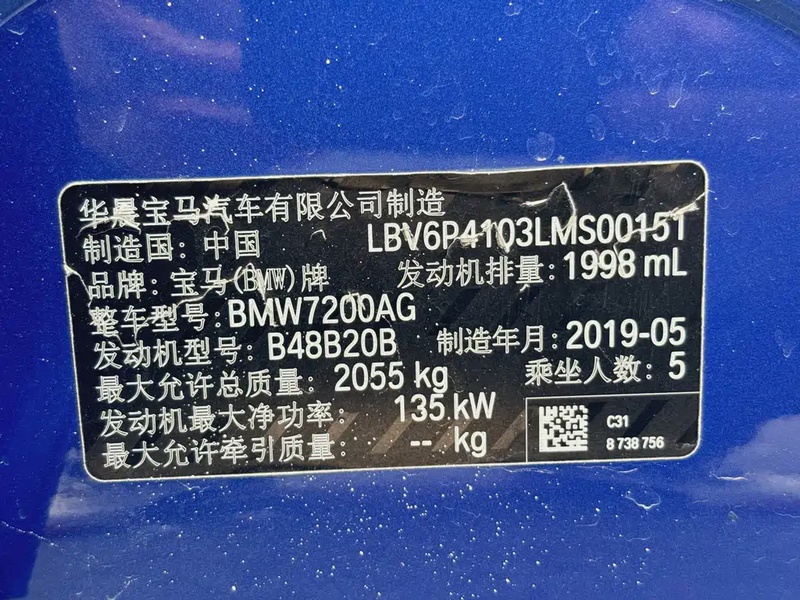 华晨宝马汽车有限公司制造
制造国: 中国 LBV6P4103LMS00151
品牌: 宝马(BMW)牌 发动机排量: 1998 mL
整车型号: BMW7200AG
发动机型号: B48B20B 制造年月: 2019-05
最大允许总质量: 2055 kg 乘坐人数: 5
发动机最大净功率: 135 kW
最大允许牵引质量: -- kg
C31
8 738 756